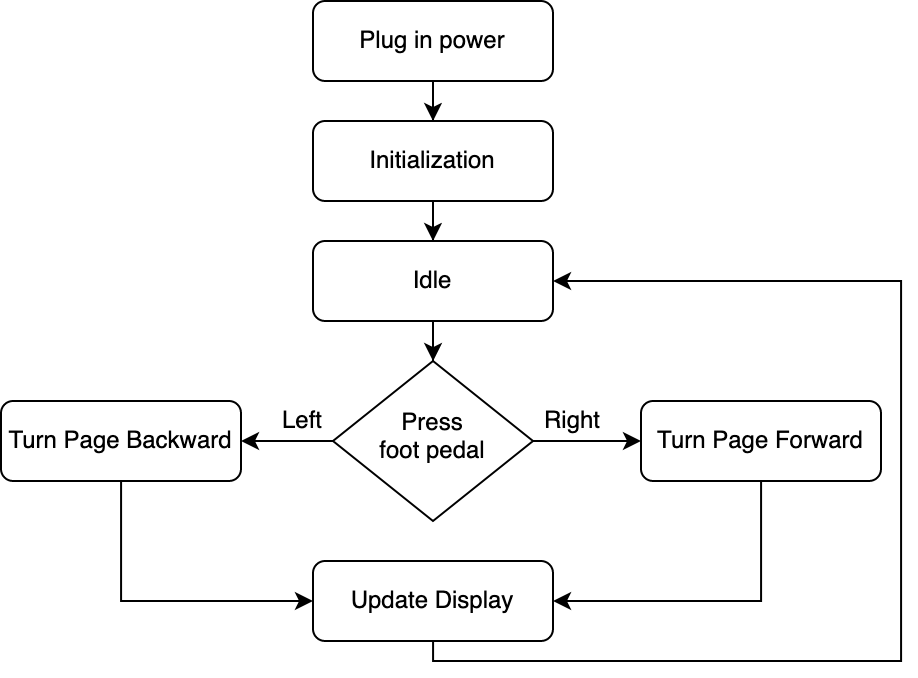 Plug in power
Initialization
Idle
Press
foot pedal
Left
Right
Turn Page Backward
Turn Page Forward
Update Display